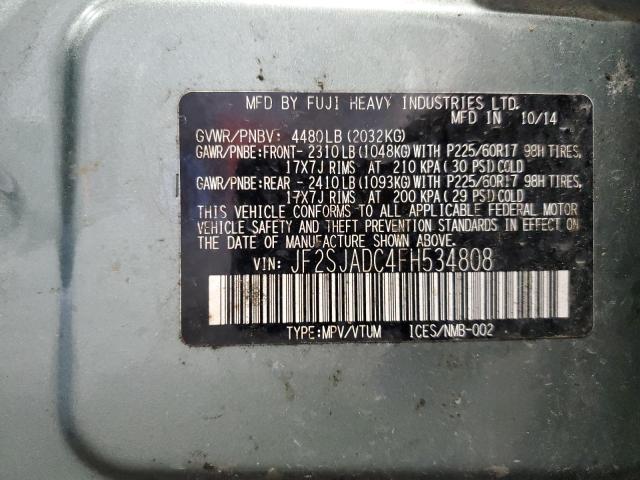 MFD BY FUJI HEAVY INDUSTRIES LTD.
MFD IN 10/14
GVWR/PNBV: 4480LB (2032KG)
GAWR/PNBE:FRONT- 2310LB (1048KG)WITH P225/60R17 98H TIRES,
17X7J RIMS AT 210 KPA( 30 PSI)COLD
GAWR/PNBE:REAR - 2410LB (1093KG)WITH P225/60R17 98H TIRES,
17X7J RIMS AT 200 KPA( 29 PSI)COLD
THIS VEHICLE CONFORMS TO ALL APPLICABLE FEDERAL MOTOR
VEHICLE SAFETY AND THEFT PREVENTION STANDARDS IN EFFECT ON
THE DATE OF MANUFACTURE SHOWN ABOVE.
VIN: JF2SJADC4FH534808
TYPE:MPV/VTUM ICES/NMB-002